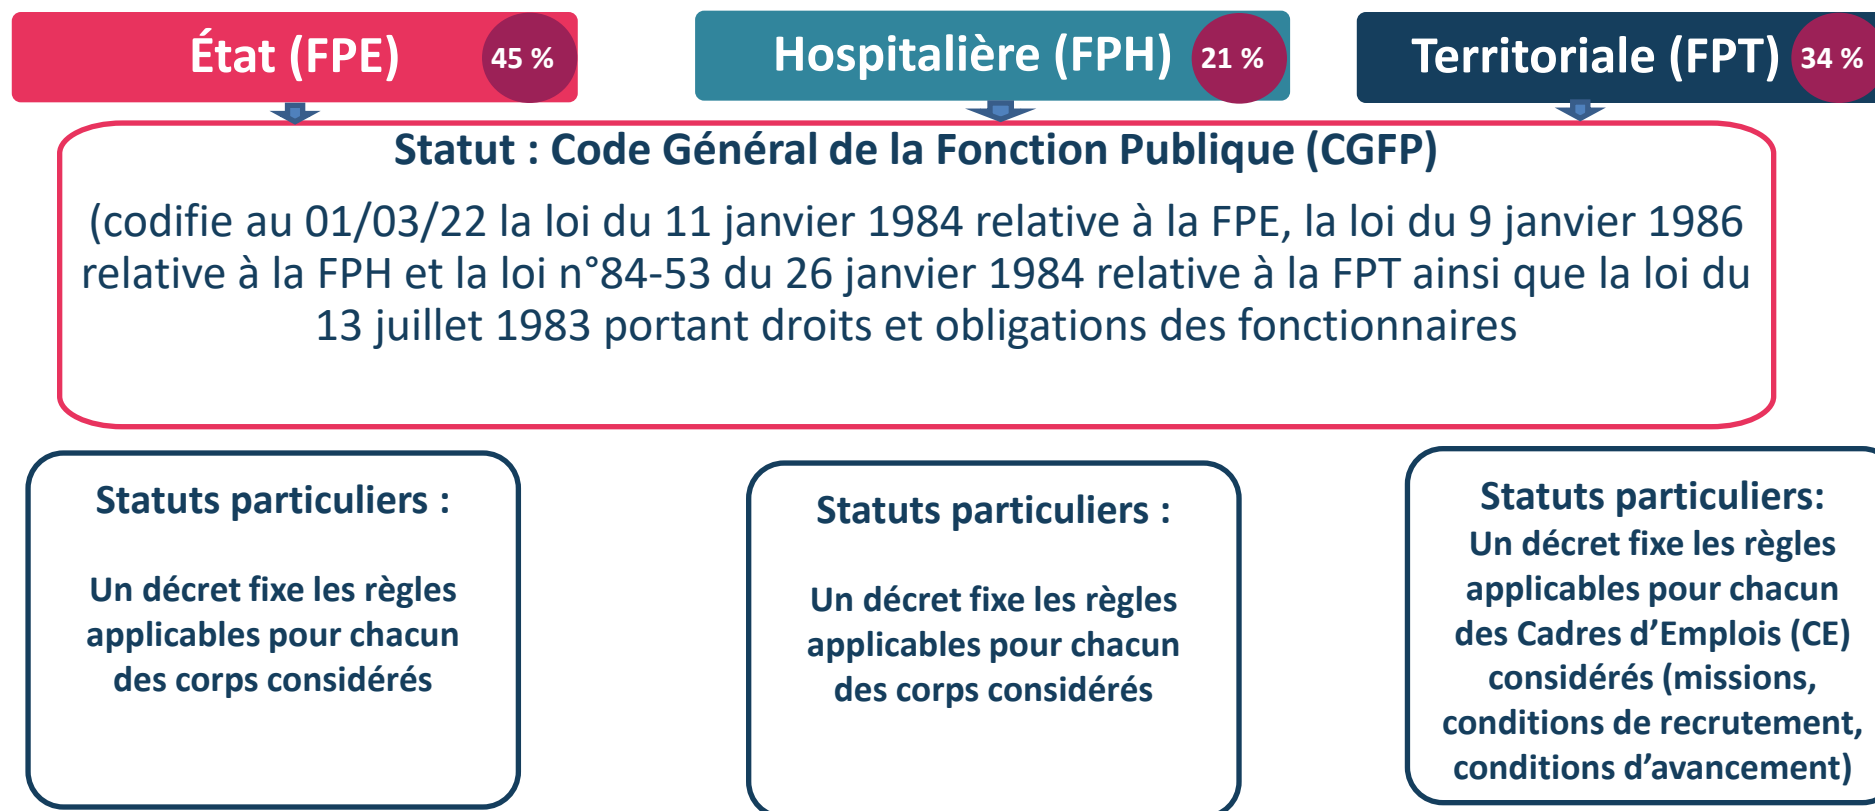 État (FPE)
45 %
Hospitalière (FPH)
21 %
Territoriale (FPT)
34 %
Statut : Code Général de la Fonction Publique (CGFP)
(codifie au 01/03/22 la loi du 11 janvier 1984 relative à la FPE, la loi du 9 janvier 1986
relative à la FPH et la loi n°84-53 du 26 janvier 1984 relative à la FPT ainsi que la loi du
13 juillet 1983 portant droits et obligations des fonctionnaires
Statuts particuliers :
Un décret fixe les règles
applicables pour chacun
des corps considérés
Statuts particuliers :
Un décret fixe les règles
applicables pour chacun
des corps considérés
Statuts particuliers:
Un décret fixe les règles
applicables pour chacun
des Cadres d’Emplois (CE)
considérés (missions,
conditions de recrutement,
conditions d’avancement)